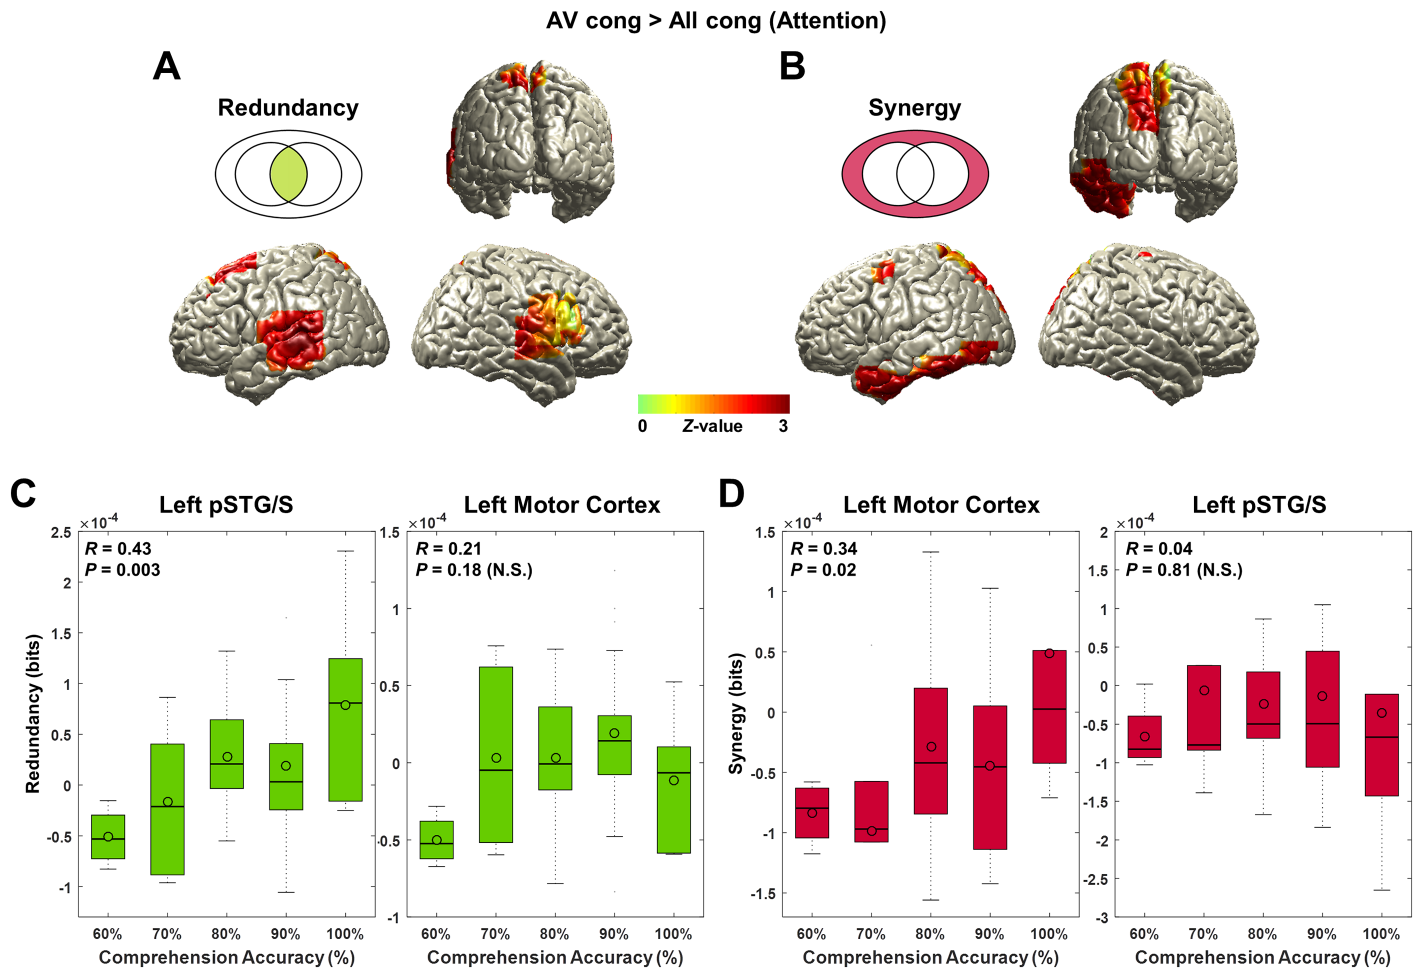 AV cong > All cong (Attention)
A
Redundancy
B
Synergy
0 Z-value 3
C
Left pSTG/S
×10-4
R = 0.43
P = 0.003
2.5
2
1.5
1
0.5
0
-0.5
-1
Redundancy (bits)
60% 70% 80% 90% 100%
Comprehension Accuracy (%)
Left Motor Cortex
×10-4
R = 0.21
P = 0.18 (N.S.)
1.5
1
0.5
0
-0.5
-1
60% 70% 80% 90% 100%
Comprehension Accuracy (%)
D
Left Motor Cortex
×10-4
R = 0.34
P = 0.02
1.5
1
0.5
0
-0.5
-1
-1.5
Synergy (bits)
60% 70% 80% 90% 100%
Comprehension Accuracy (%)
Left pSTG/S
×10-4
R = 0.04
P = 0.81 (N.S.)
2
1.5
1
0.5
0
-0.5
-1
-1.5
-2
-2.5
-3
60% 70% 80% 90% 100%
Comprehension Accuracy (%)